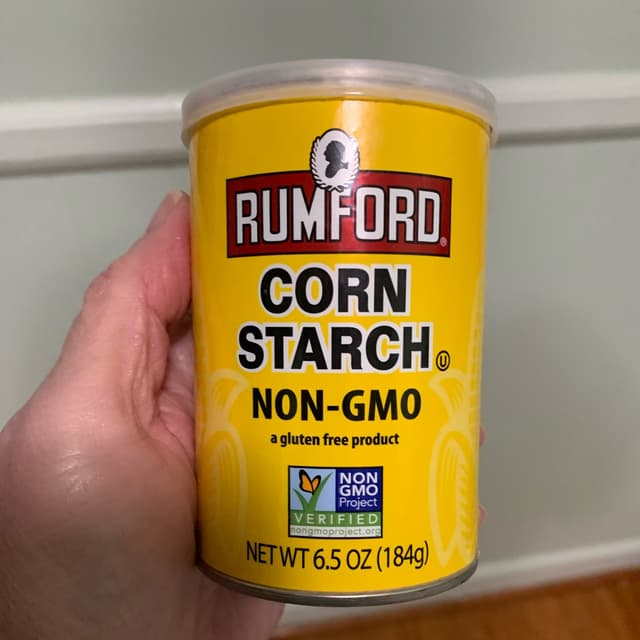 RUMFORD®
CORN
STARCH Ⓤ
NON-GMO
a gluten free product
NON
GMO
Project
VERIFIED
nongmoproject.org
NET WT 6.5 OZ (184g)